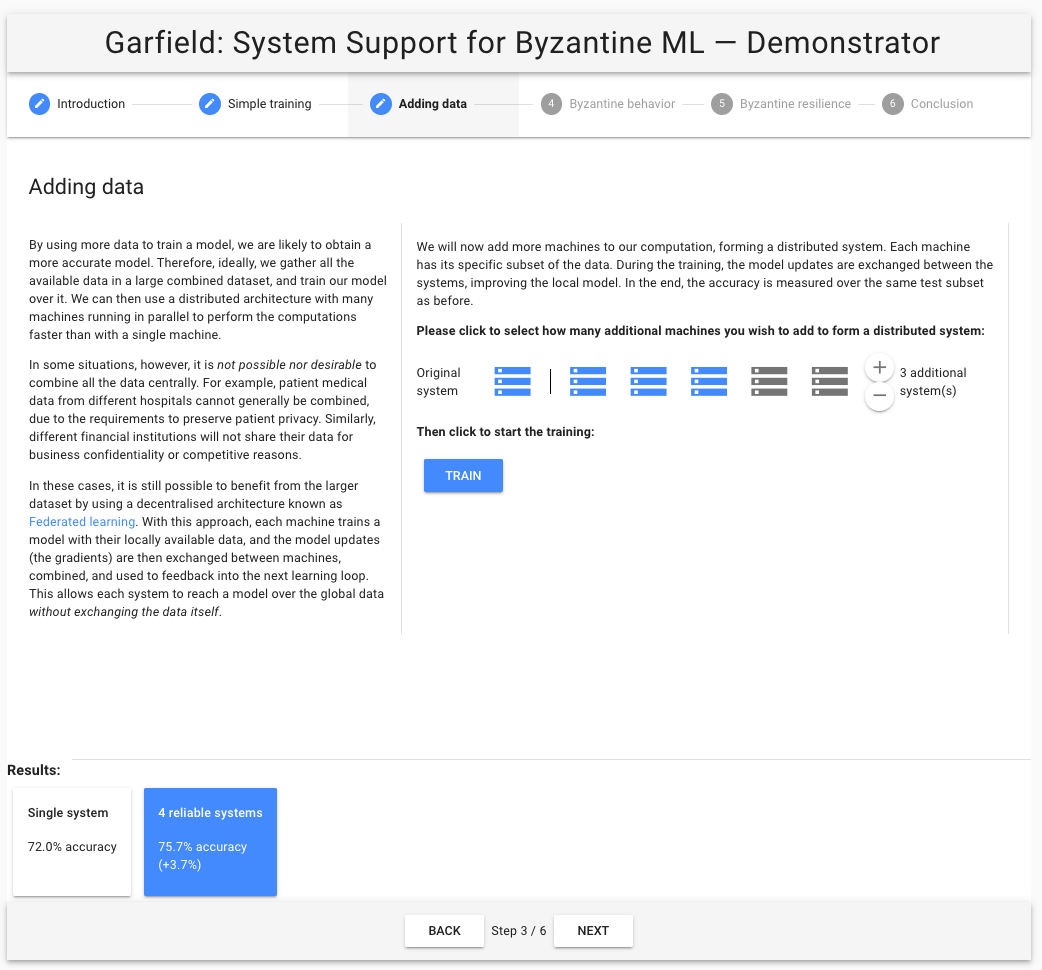 Garfield: System Support for Byzantine ML — Demonstrator
Introduction
Simple training
Adding data
4 Byzantine behavior
5 Byzantine resilience
6 Conclusion
Adding data
By using more data to train a model, we are likely to obtain a
more accurate model. Therefore, ideally, we gather all the
available data in a large combined dataset, and train our model
over it. We can then use a distributed architecture with many
machines running in parallel to perform the computations
faster than with a single machine.
In some situations, however, it is not possible nor desirable to
combine all the data centrally. For example, patient medical
data from different hospitals cannot generally be combined,
due to the requirements to preserve patient privacy. Similarly,
different financial institutions will not share their data for
business confidentiality or competitive reasons.
In these cases, it is still possible to benefit from the larger
dataset by using a decentralised architecture known as
Federated learning. With this approach, each machine trains a
model with their locally available data, and the model updates
(the gradients) are then exchanged between machines,
combined, and used to feedback into the next learning loop.
This allows each system to reach a model over the global data
without exchanging the data itself.
We will now add more machines to our computation, forming a distributed system. Each machine
has its specific subset of the data. During the training, the model updates are exchanged between the
systems, improving the local model. In the end, the accuracy is measured over the same test subset
as before.
Please click to select how many additional machines you wish to add to form a distributed system:
Original
system
3 additional
system(s)
Then click to start the training:
TRAIN
Results:
Single system
72.0% accuracy
4 reliable systems
75.7% accuracy
(+3.7%)
BACK
Step 3 / 6
NEXT